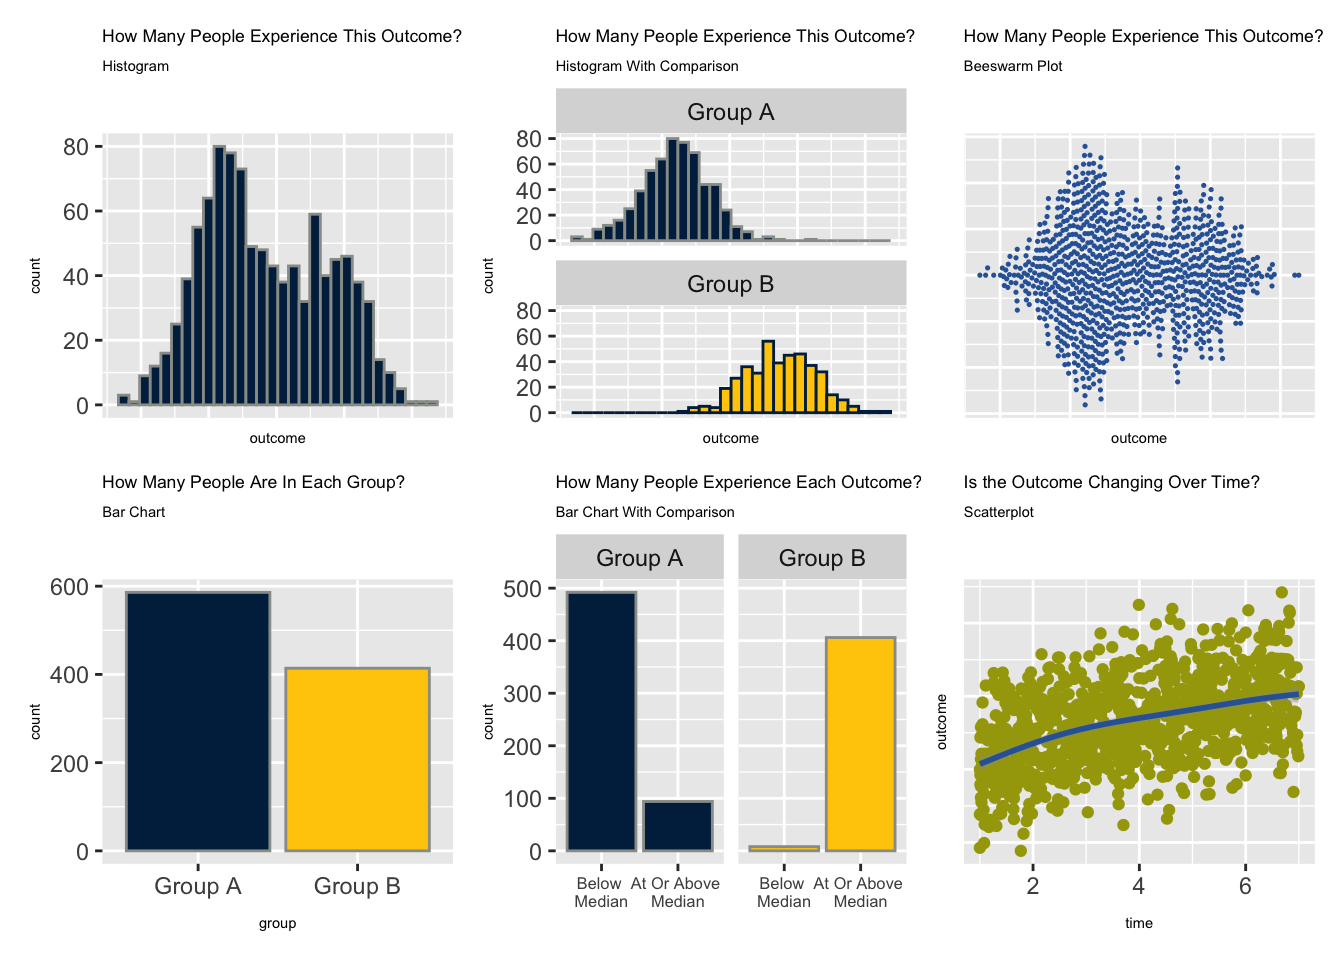 How Many People Experience This Outcome?
Histogram
80
60
40
20
0
count
outcome
How Many People Experience This Outcome?
Histogram With Comparison
Group A
80
60
40
20
0
Group B
80
60
40
20
0
count
outcome
How Many People Experience This Outcome?
Beeswarm Plot
outcome
How Many People Are In Each Group?
Bar Chart
600
400
200
0
count
Group A Group B
group
How Many People Experience Each Outcome?
Bar Chart With Comparison
Group A Group B
500
400
300
200
100
0
count
Below At Or Above Below At Or Above
Median Median Median Median
Is the Outcome Changing Over Time?
Scatterplot
outcome
2 4 6
time